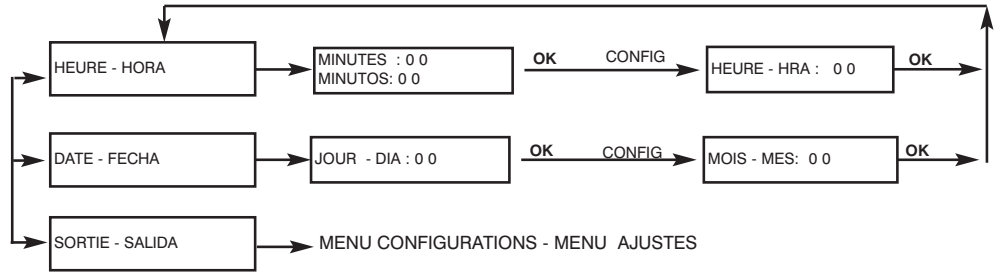 HEURE - HORA
MINUTES : 0 0
MINUTOS: 0 0
OK
CONFIG
HEURE - HRA : 0 0
OK
DATE - FECHA
JOUR - DIA : 0 0
OK
CONFIG
MOIS - MES: 0 0
OK
SORTIE - SALIDA
MENU CONFIGURATIONS - MENU AJUSTES